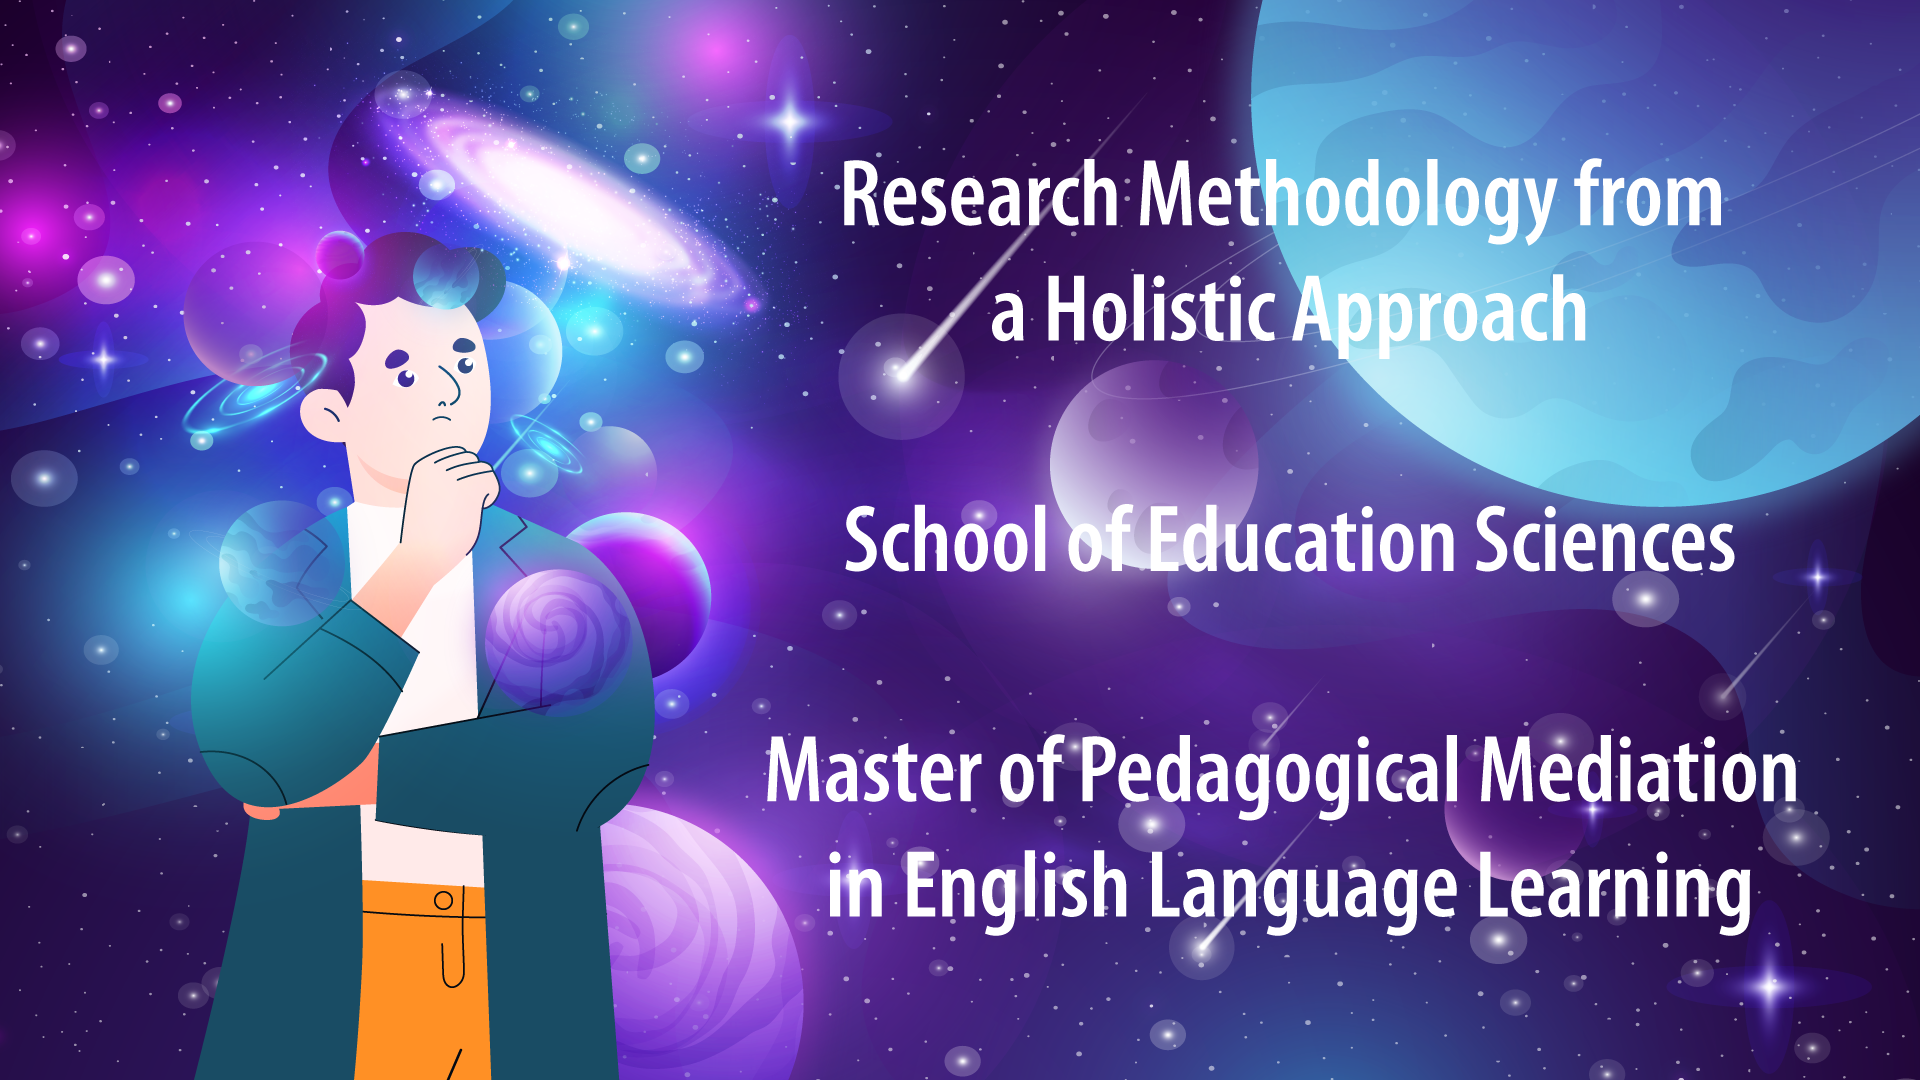 Research Methodology from
a Holistic Approach
School of Education Sciences
Master of Pedagogical Mediation
in English Language Learning